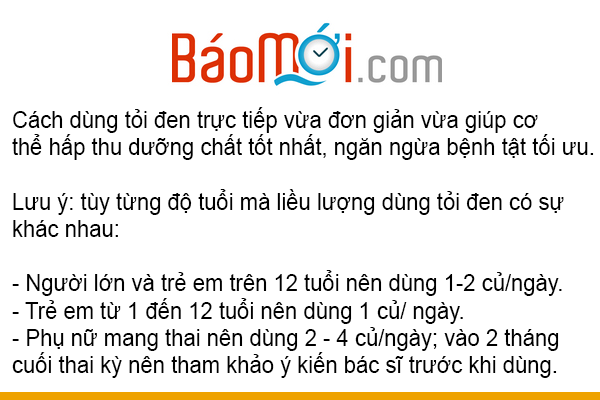 BáoMới.com
Cách dùng tỏi đen trực tiếp vừa đơn giản vừa giúp cơ
thể hấp thu dưỡng chất tốt nhất, ngăn ngừa bệnh tật tối ưu.
Lưu ý: tùy từng độ tuổi mà liều lượng dùng tỏi đen có sự
khác nhau:
- Người lớn và trẻ em trên 12 tuổi nên dùng 1-2 củ/ngày.
- Trẻ em từ 1 đến 12 tuổi nên dùng 1 củ/ ngày.
- Phụ nữ mang thai nên dùng 2 - 4 củ/ngày; vào 2 tháng
cuối thai kỳ nên tham khảo ý kiến bác sĩ trước khi dùng.